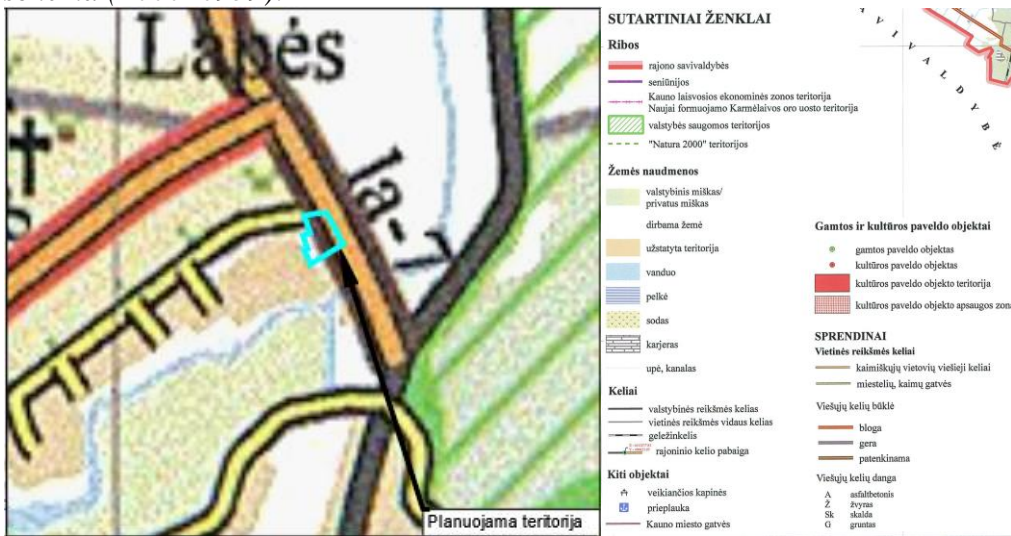 Lapės
Ia-7
Planuojama teritorija
SUTARTINIAI ŽENKLAI
Ribos
rajono savivaldybės
seniūnijos
Kauno laisvosios ekonominės zonos teritorija
Naujai formuojamo Karmėlaivos oro uosto teritorija
valstybės saugomos teritorijos
"Natura 2000" teritorijos
Žemės naudmenos
valstybinis miškas/
privatus miškas
dirbama žemė
užstatyta teritorija
vanduo
pelkė
sodas
karjeras
upė, kanalas
Keliai
valstybinės reikšmės kelias
vietinės reikšmės vidaus kelias
geležinkelis
rajoninio kelio pabaiga
Kiti objektai
veikiančios kapinės
prieplauka
Kauno miesto gatvės
A V I V A L D Y B Ė
Gamtos ir kultūros paveldo objektai
gamtos paveldo objektas
kultūros paveldo objektas
kultūros paveldo objekto teritorija
kultūros paveldo objekto apsaugos zona
SPRENDINAI
Vietinės reikšmės keliai
kaimiškųjų vietovių viešieji keliai
miestelių, kaimų gatvės
Viešųjų kelių būklė
bloga
gera
patenkinama
Viešųjų kelių danga
A asfaltbetonis
Ž žvyras
Sk skalda
G gruntas